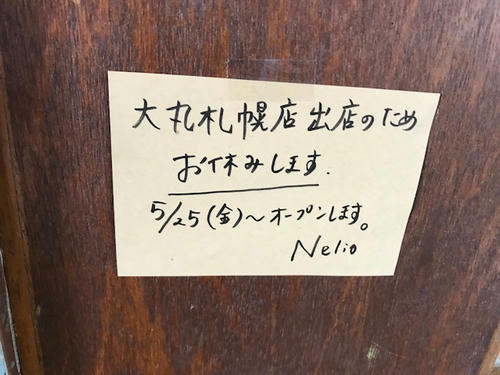 大丸札幌店出店のため
お休みします.
5/25(金)～オープンします。
Nelio